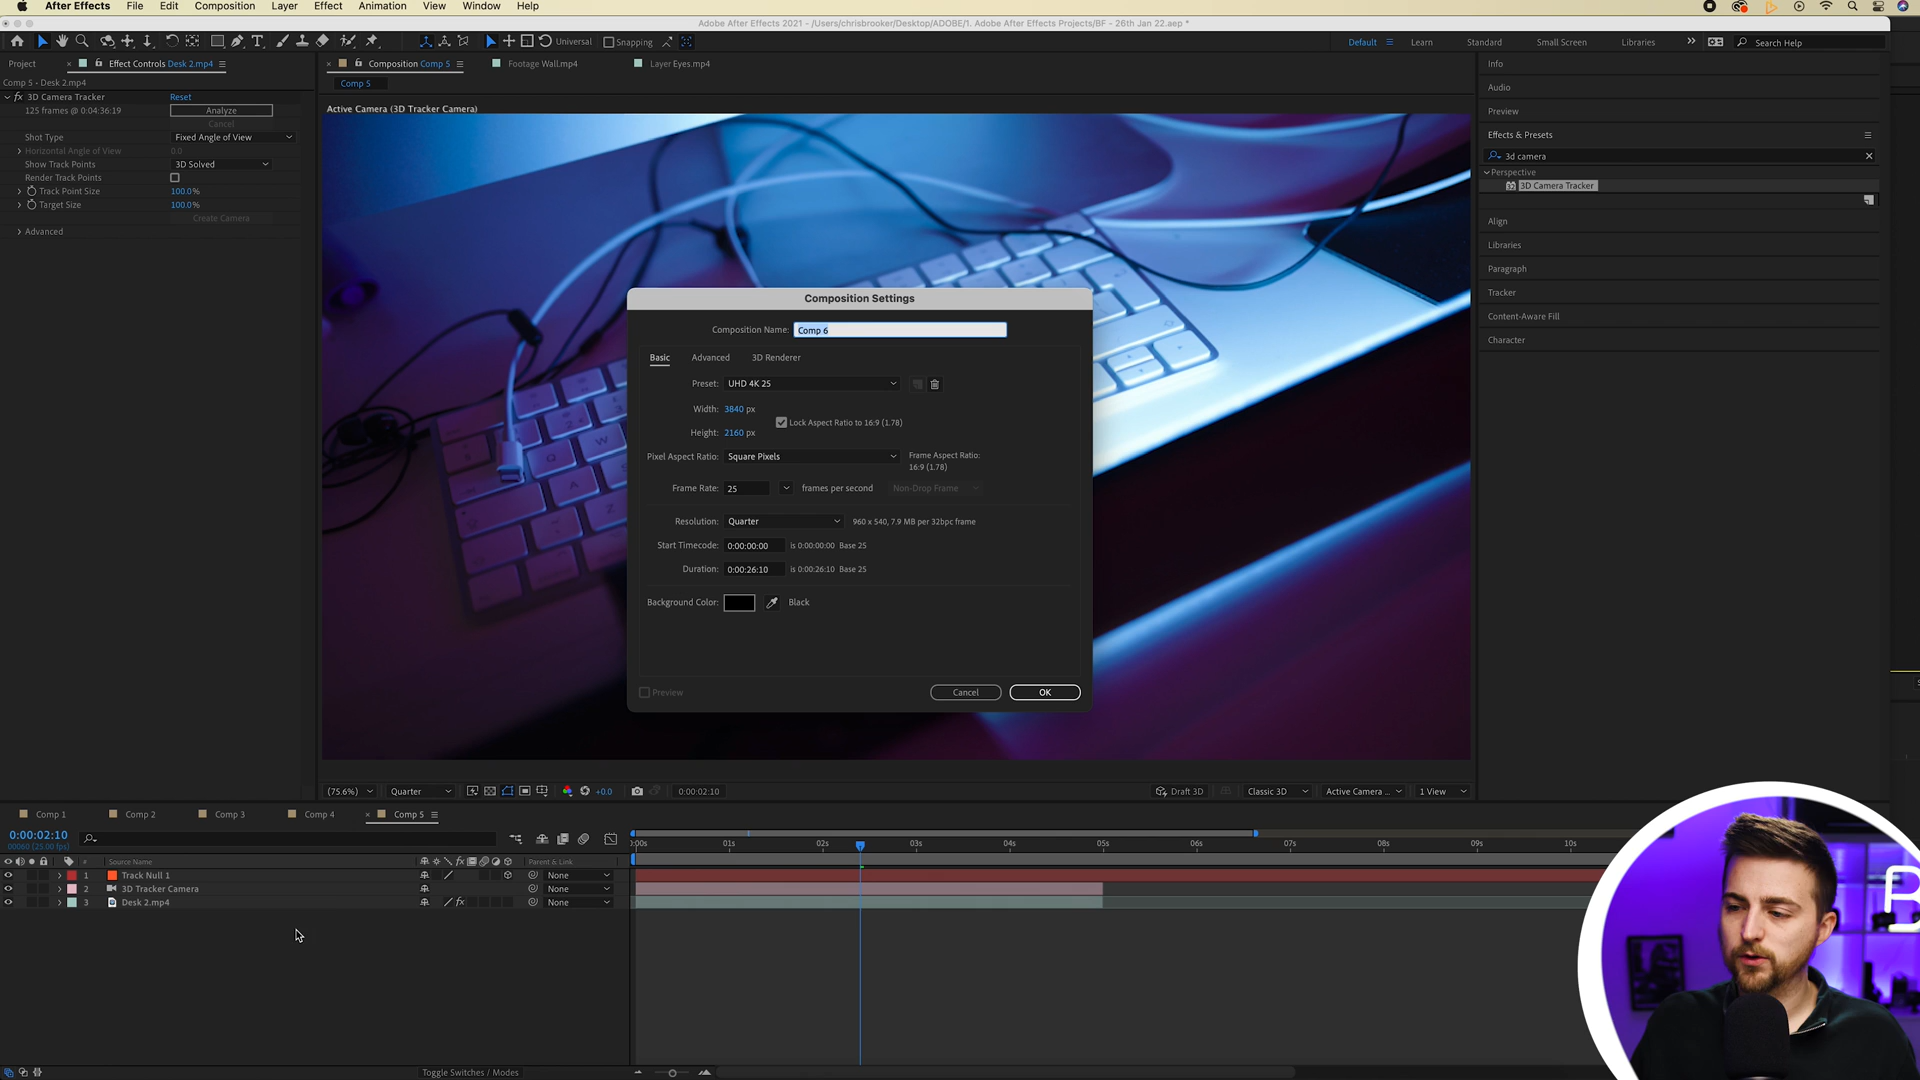 After Effects File Edit Composition Layer Effect Animation View Window Help
Adobe After Effects 2021 - /Users/chrisbrooker/Desktop/ADOBE/1. Adobe After Effects Projects/BF - 26th Jan 22.aep *
Universal Snapping Default Learn Standard Small Screen Libraries Search Help
Project Effect Controls Desk 2.mp4 Composition Comp 5 Footage Wall.mp4 Layer Eyes.mp4 Info
Comp 5 • Desk 2.mp4 Comp 5 Audio
fx 3D Camera Tracker Reset
125 frames @ 0:04:36:19 Analyze
Active Camera (3D Tracker Camera) Preview
Cancel
Shot Type Fixed Angle of View Effects & Presets
Horizontal Angle of View 0.0 3d camera
Show Track Points 3D Solved Perspective
Render Track Points 3D Camera Tracker
Track Point Size 100.0%
Target Size 100.0%
Create Camera Align
Advanced
Libraries
Paragraph
Tracker
Content-Aware Fill
Character
Composition Settings
Composition Name: Comp 6
Basic Advanced 3D Renderer
Preset: UHD 4K 25
Width: 3840 px
Lock Aspect Ratio to 16:9 (1.78)
Height: 2160 px
Pixel Aspect Ratio: Square Pixels Frame Aspect Ratio:
16:9 (1.78)
Frame Rate: 25 frames per second Non-Drop Frame
Resolution: Quarter 960 x 540, 7.9 MB per 32bpc frame
Start Timecode: 0:00:00:00 is 0:00:00:00 Base 25
Duration: 0:00:26:10 is 0:00:26:10 Base 25
Background Color: Black
Preview Cancel OK
(75.6%) Quarter +0.0 0:00:02:10 Draft 3D Classic 3D Active Camera ... 1 View
Comp 1 Comp 2 Comp 3 Comp 4 Comp 5
0:00:02:10
00060 (25.00 fps) :00s 01s 02s 03s 04s 05s 06s 07s 08s 09s 10s
# Source Name fx Parent & Link
1 Track Null 1 None
2 3D Tracker Camera None
3 Desk 2.mp4 fx None
Toggle Switches / Modes